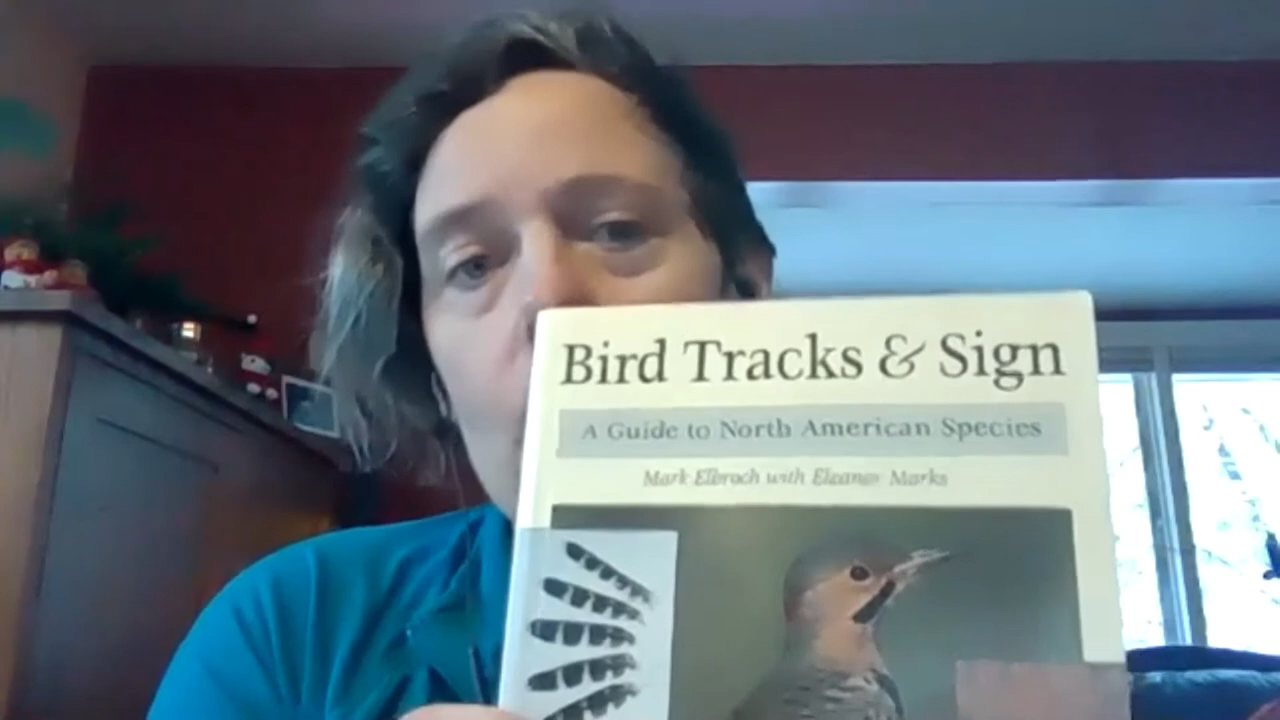 Bird Tracks & Sign
A Guide to North American Species
Mark Elbroch with Eleanor Marks